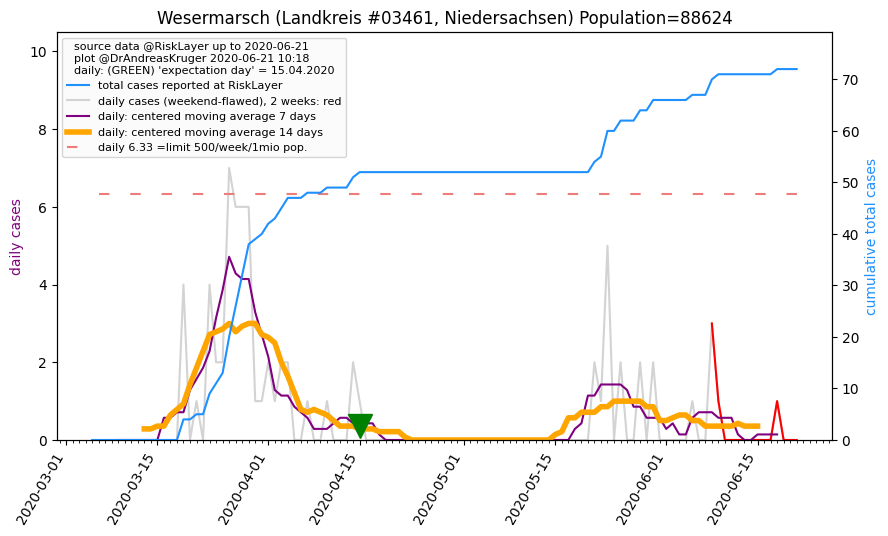 Wesermarsch (Landkreis #03461, Niedersachsen) Population=88624
source data @RiskLayer up to 2020-06-21
plot @DrAndreasKruger 2020-06-21 10:18
daily: (GREEN) 'expectation day' = 15.04.2020
total cases reported at RiskLayer
daily cases (weekend-flawed), 2 weeks: red
daily: centered moving average 7 days
daily: centered moving average 14 days
daily 6.33 =limit 500/week/1mio pop.
daily cases
10
8
6
4
2
0
cumulative total cases
70
60
50
40
30
20
10
0
2020-03-01
2020-03-15
2020-04-01
2020-04-15
2020-05-01
2020-05-15
2020-06-01
2020-06-15